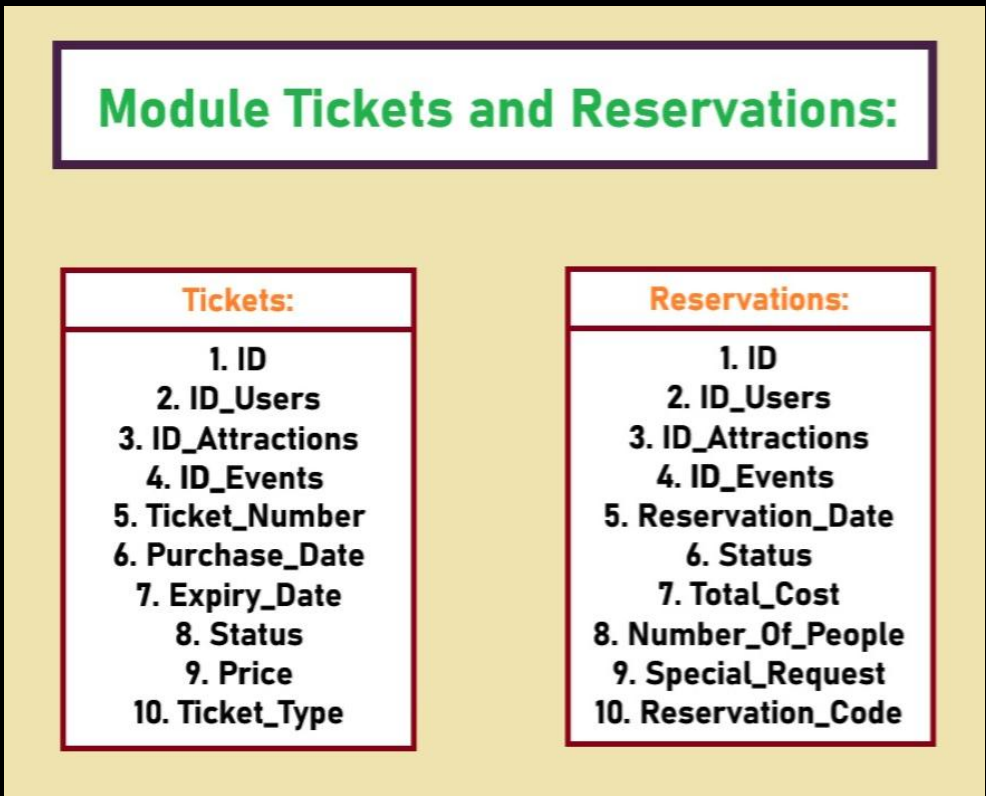 Module Tickets and Reservations:
Tickets:
1. ID
2. ID_Users
3. ID_Attractions
4. ID_Events
5. Ticket_Number
6. Purchase_Date
7. Expiry_Date
8. Status
9. Price
10. Ticket_Type
Reservations:
1. ID
2. ID_Users
3. ID_Attractions
4. ID_Events
5. Reservation_Date
6. Status
7. Total_Cost
8. Number_Of_People
9. Special_Request
10. Reservation_Code